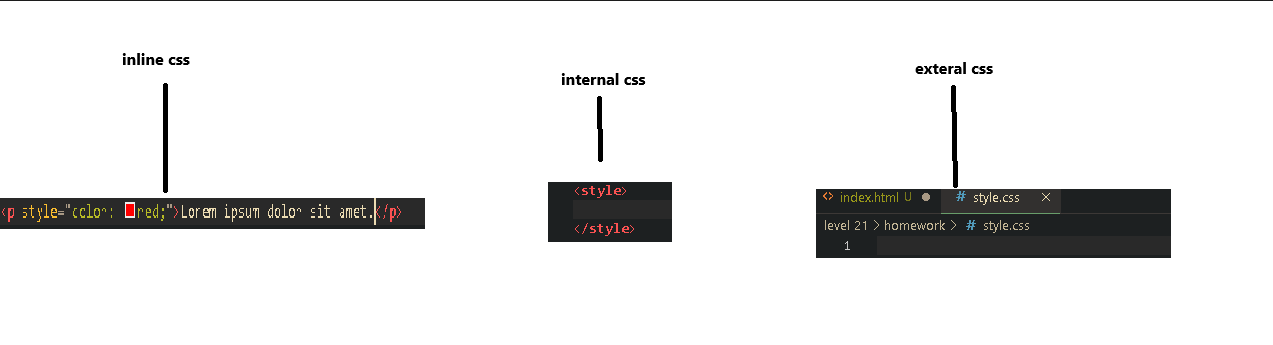 inline css
internal css
exteral css
<p style="color: red;">Lorem ipsum dolor sit amet.</p>
<style>
</style>
<> index.html U ● # style.css ×
level 21 > homework > # style.css
1